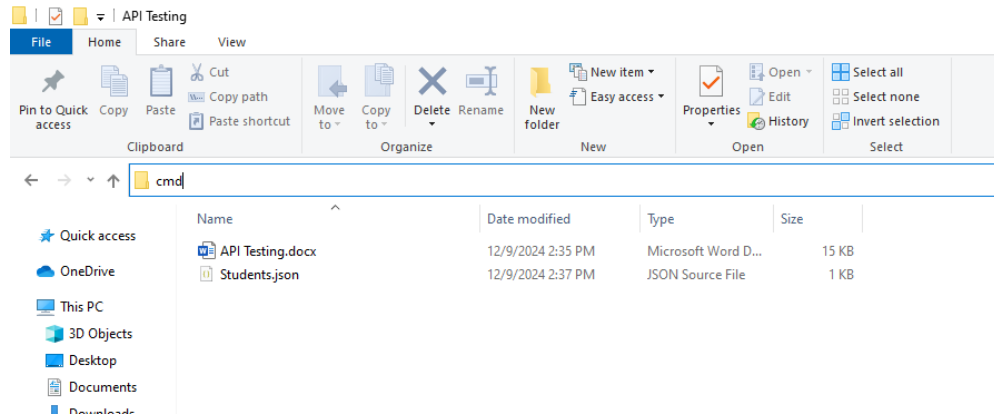 API Testing
File Home Share View
Pin to Quick access
Copy
Paste
Cut
Copy path
Paste shortcut
Clipboard
Move to
Copy to
Delete
Rename
Organize
New folder
New item
Easy access
New
Properties
Open
Edit
History
Open
Select all
Select none
Invert selection
Select
cmd
Name Date modified Type Size
API Testing.docx 12/9/2024 2:35 PM Microsoft Word D... 15 KB
Students.json 12/9/2024 2:37 PM JSON Source File 1 KB
Quick access
OneDrive
This PC
3D Objects
Desktop
Documents
Downloads